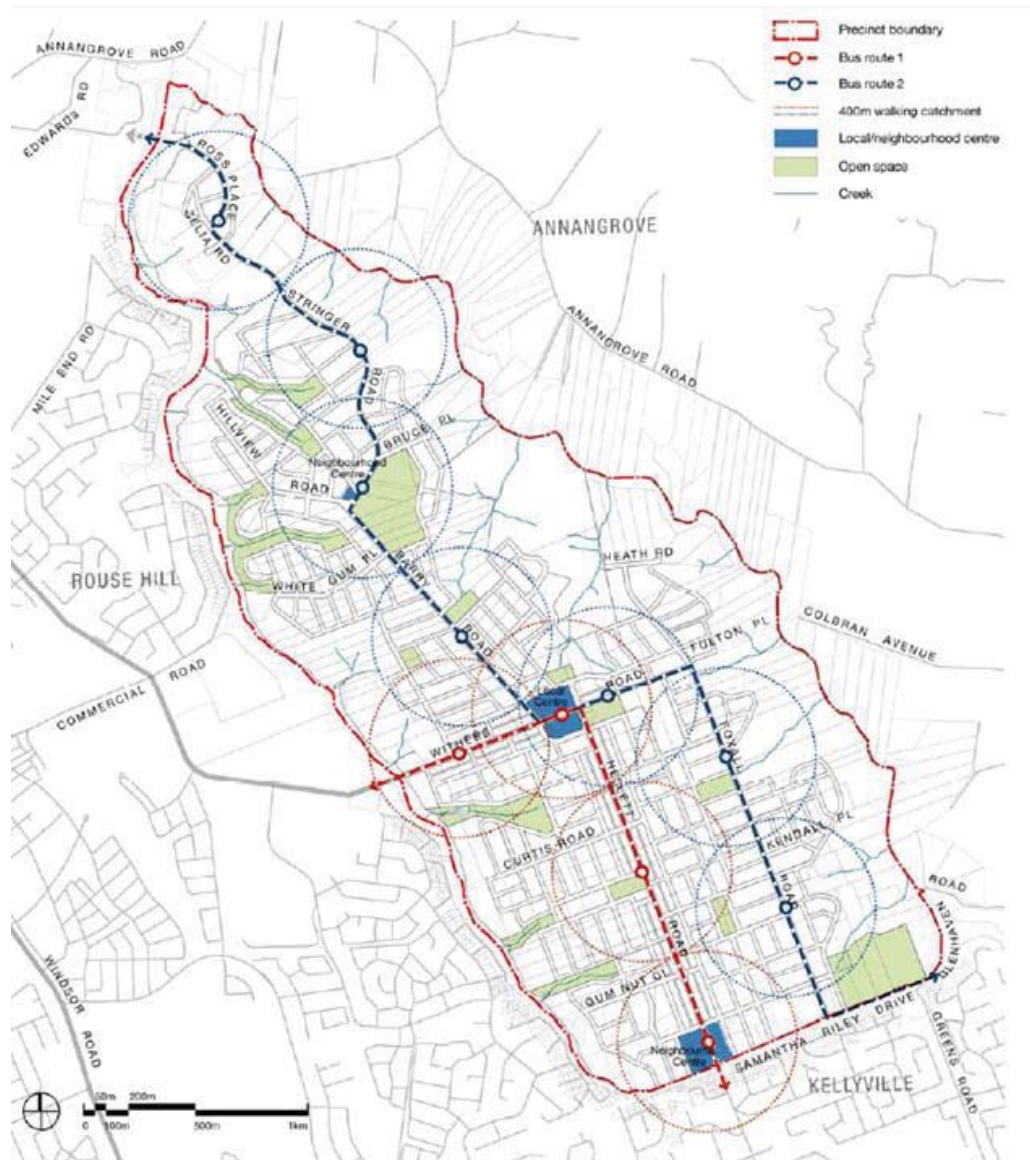 Precinct boundary
Bus route 1
Bus route 2
400m walking catchment
Local/neighbourhood centre
Open space
Creek
ANNANGROVE ROAD
EDWARDS RD
ROSS PLACE
CELIA RD
ANNANGROVE
STRINGER
ROAD
ANNANGROVE ROAD
MILE END RD
HILLVIEW
ROAD
BRUCE PL
Neighbourhood
Centre
ROUSE HILL
WHITE GUM PL
BARRY
ROAD
HEATH RD
COLBRAN AVENUE
FULTON PL
ROAD
Local
Centre
COMMERCIAL ROAD
WITHERS
HEZLETT
ROAD
FOXALL
ROAD
CURTIS ROAD
KENDALL PL
ROAD
GLENHAVEN
GUM NUT CL
WINDSOR ROAD
SAMANTHA RILEY DRIVE
Neighbourhood
Centre
GREENS ROAD
KELLYVILLE
50m 200m
0 100m 500m 1km